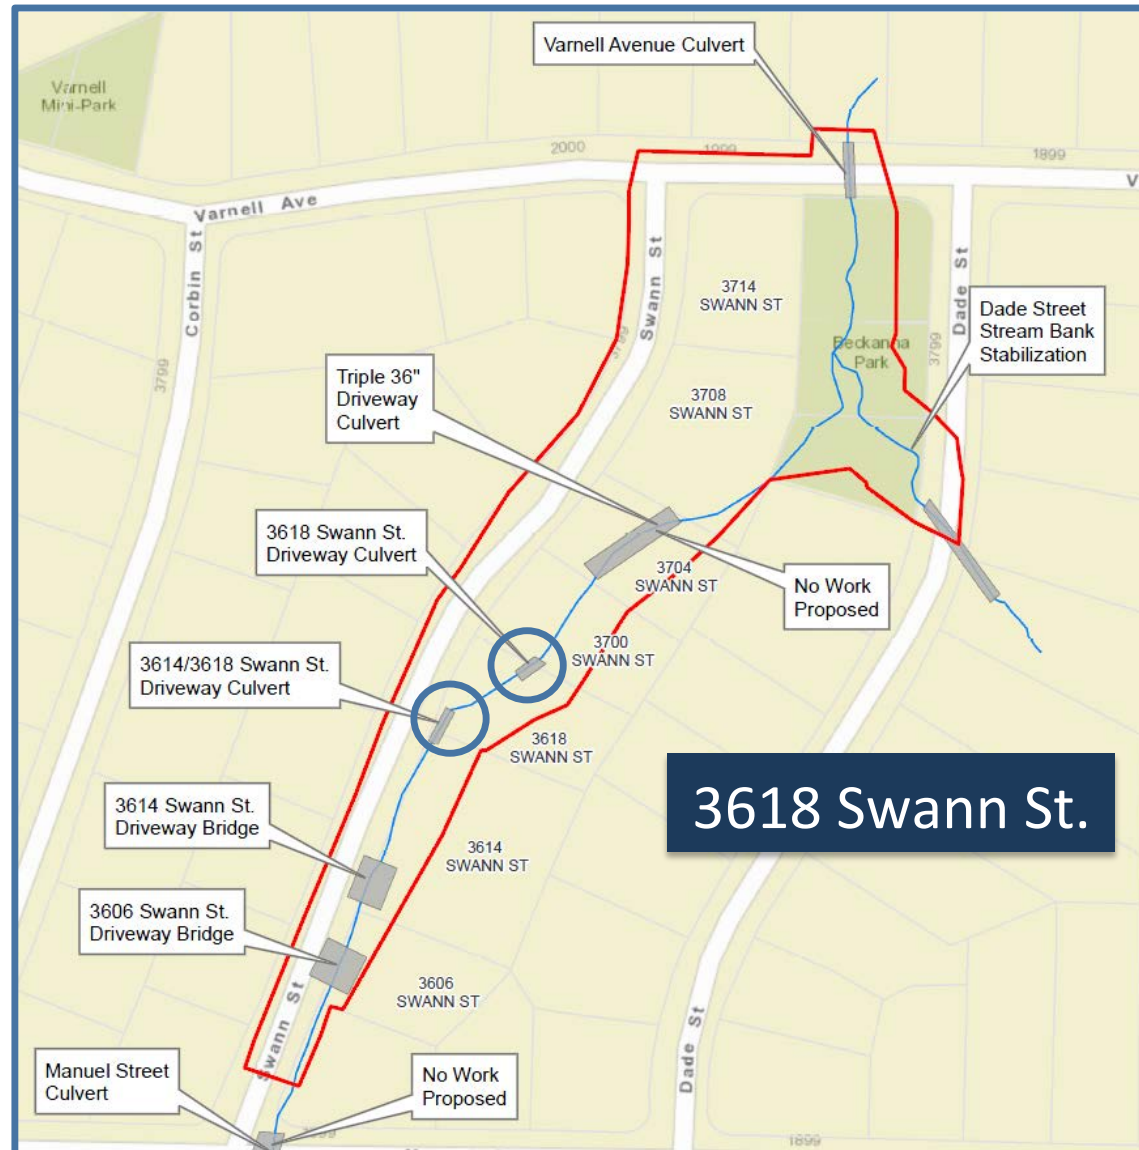 Varnell Avenue Culvert
Varnell
Mini-Park
2000
1999
1899
V
Varnell Ave
Corbin St
3799
Swann St
3799
3714
SWANN ST
Beckanna
Park
Dade St
3799
Dade Street
Stream Bank
Stabilization
Triple 36"
Driveway
Culvert
3708
SWANN ST
3618 Swann St.
Driveway Culvert
3704
SWANN ST
No Work
Proposed
3614/3618 Swann St.
Driveway Culvert
3700
SWANN ST
3618
SWANN ST
3618 Swann St.
3614 Swann St.
Driveway Bridge
3614
SWANN ST
3606 Swann St.
Driveway Bridge
3606
SWANN ST
Swann St
Dade St
Manuel Street
Culvert
No Work
Proposed
1899